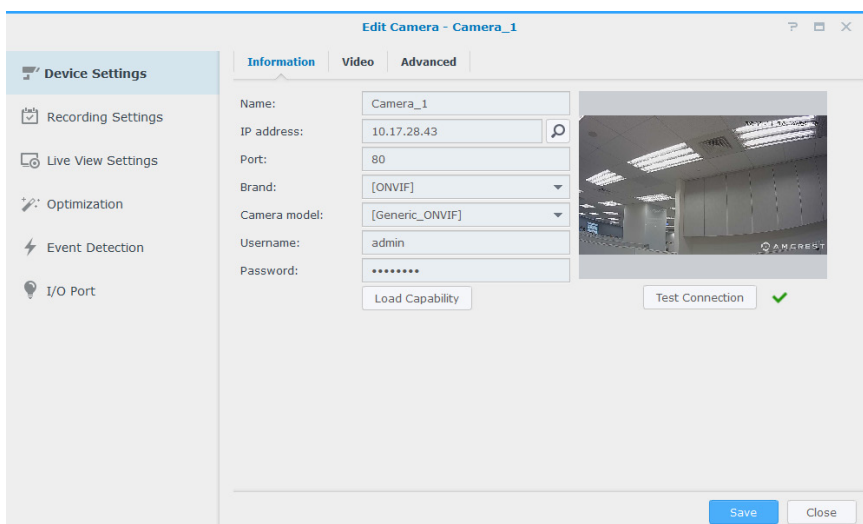 Edit Camera - Camera_1
Device Settings
Recording Settings
Live View Settings
Optimization
Event Detection
I/O Port
Information Video Advanced
Name: Camera_1
IP address: 10.17.28.43
Port: 80
Brand: [ONVIF]
Camera model: [Generic_ONVIF]
Username: admin
Password: ••••••••
Load Capability
AMCREST
Test Connection
Save Close